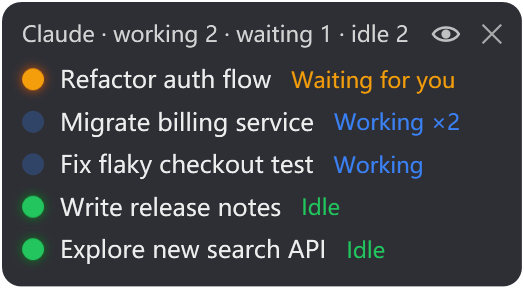 Claude · working 2 · waiting 1 · idle 2
Refactor auth flow Waiting for you
Migrate billing service Working ×2
Fix flaky checkout test Working
Write release notes Idle
Explore new search API Idle